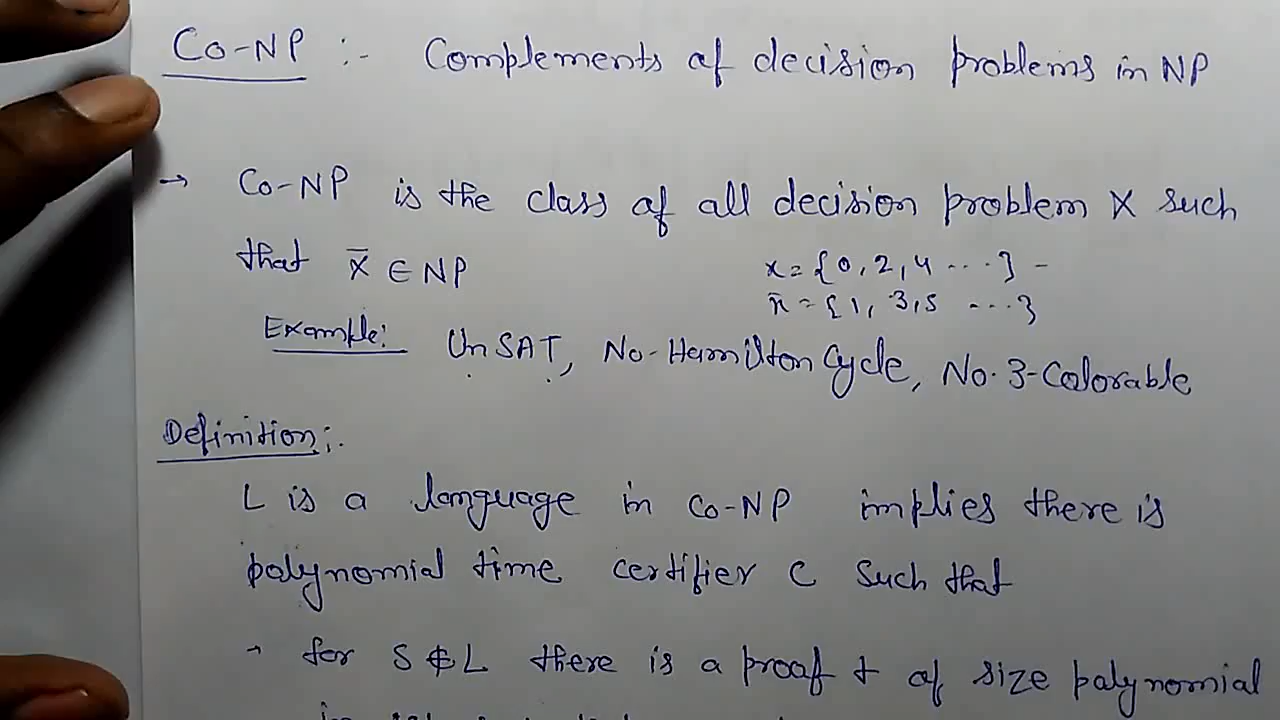 Co-NP :- Complements of decision problems in NP
→ Co-NP is the class of all decision problem X such
that X̄ ∈ NP
x = {0, 2, 4 ....} -
x̄ = {1, 3, 5 ....}
Example: UnSAT, No-Hamilton Cycle, No. 3-Colorable
Definition:.
L is a language in Co-NP implies there is
polynomial time certifier C such that
→ for S ∉ L there is a proof t of size polynomial
in